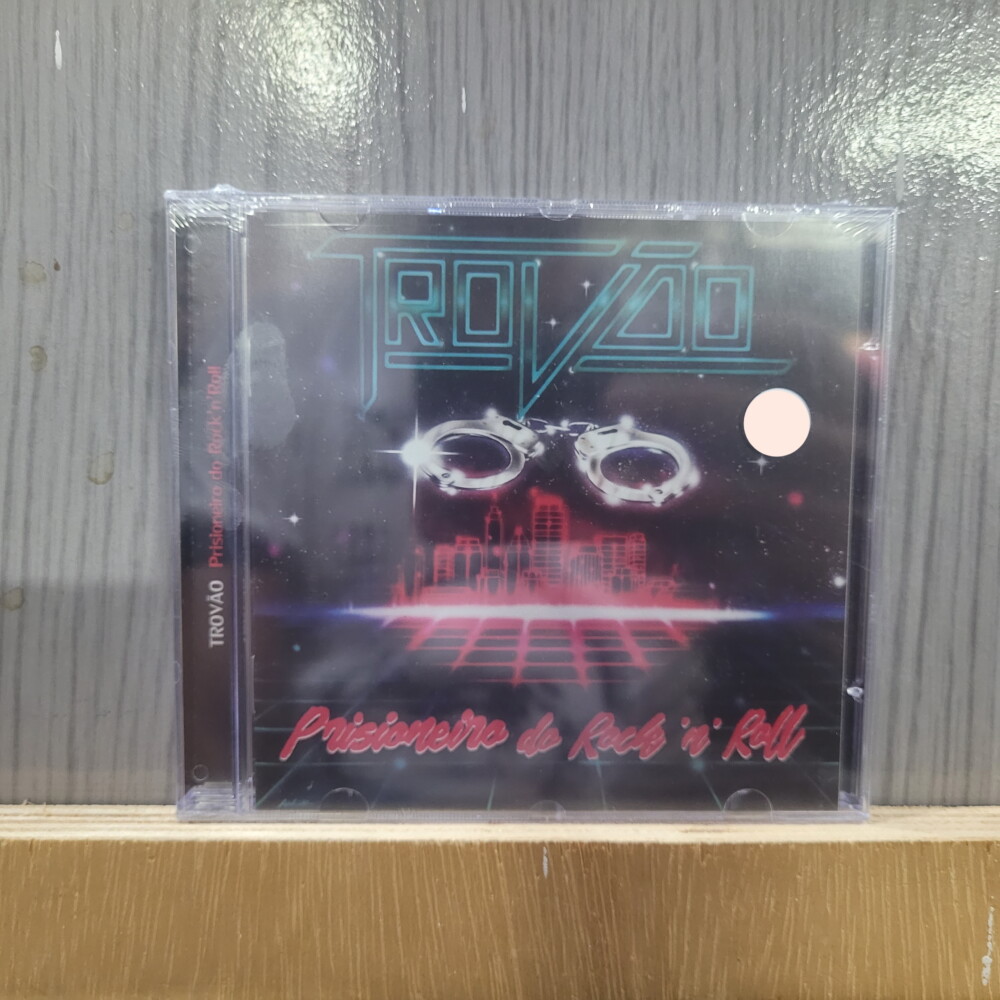 TROVÃO
Prisioneiro do Rock 'n' Roll
TROVÃO Prisioneiro do Rock 'n' Roll